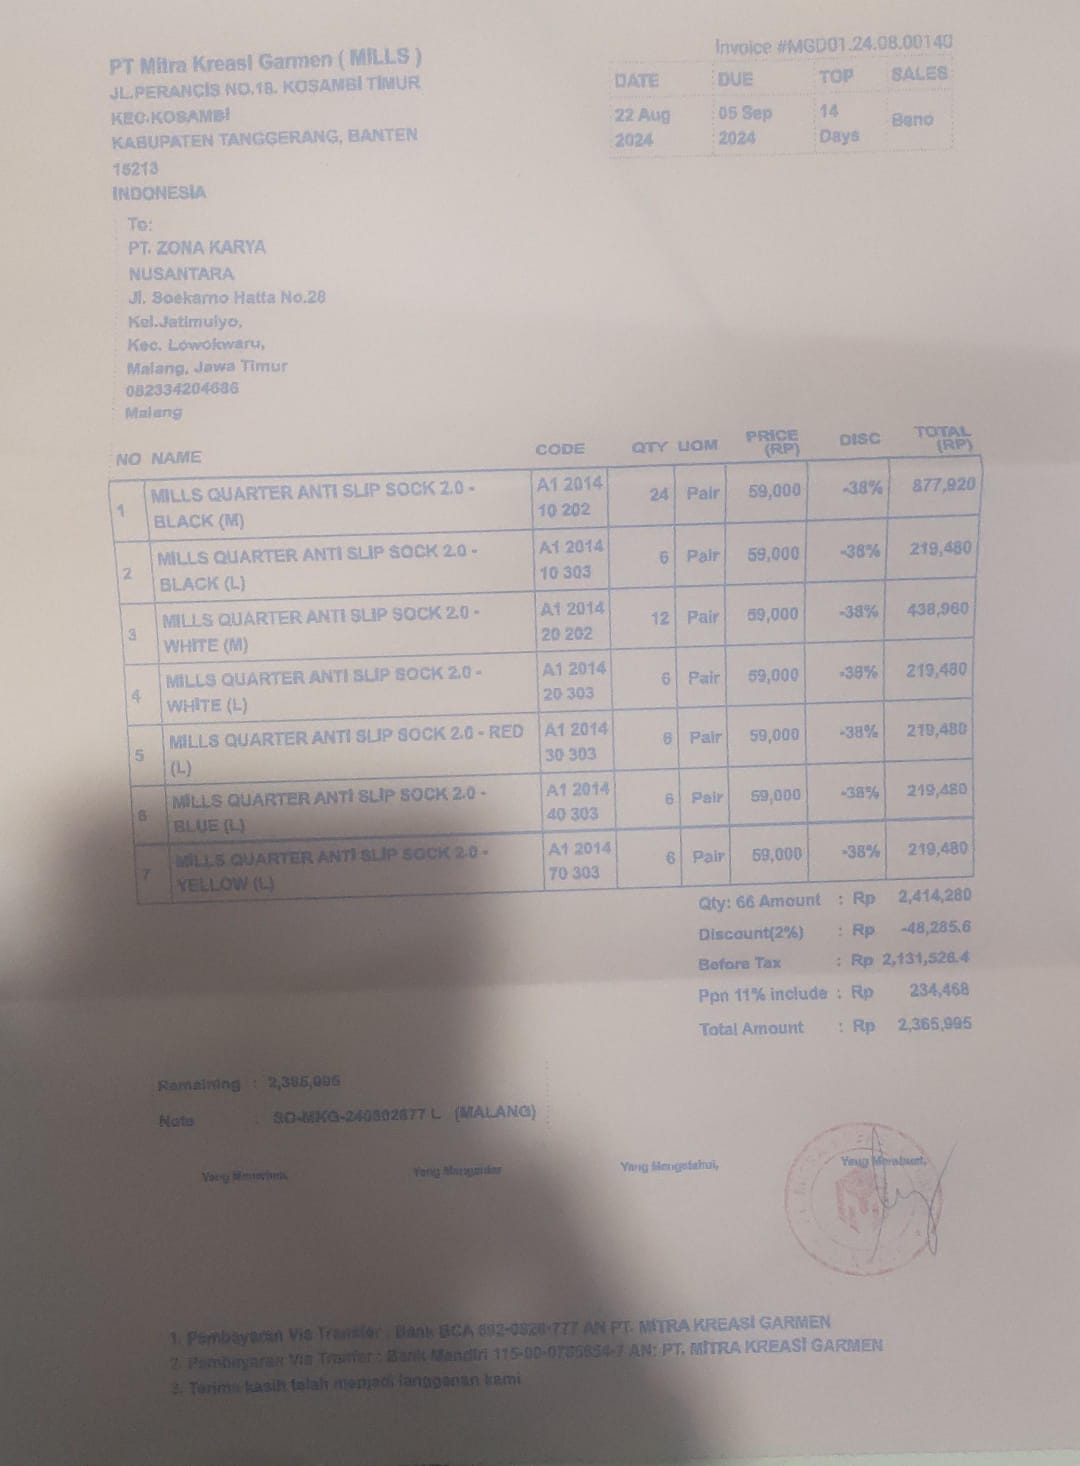 PT Mitra Kreasi Garmen ( MILLS )
JL.PERANCIS NO.18. KOSAMBI TIMUR
KEC.KOSAMBI
KABUPATEN TANGGERANG, BANTEN
15213
INDONESIA
Invoice #MGD01.24.08.00140
DATE DUE TOP SALES
22 Aug 2024 05 Sep 2024 14 Days Beno
To:
PT. ZONA KARYA
NUSANTARA
Jl. Soekarno Hatta No.28
Kel.Jatimulyo,
Kec. Lowokwaru,
Malang, Jawa Timur
082334204686
Malang
NO NAME CODE QTY UOM PRICE (RP) DISC TOTAL (RP)
1 MILLS QUARTER ANTI SLIP SOCK 2.0 - BLACK (M) A1 2014 10 202 24 Pair 59,000 -38% 877,920
2 MILLS QUARTER ANTI SLIP SOCK 2.0 - BLACK (L) A1 2014 10 303 6 Pair 59,000 -38% 219,480
3 MILLS QUARTER ANTI SLIP SOCK 2.0 - WHITE (M) A1 2014 20 202 12 Pair 59,000 -38% 438,960
4 MILLS QUARTER ANTI SLIP SOCK 2.0 - WHITE (L) A1 2014 20 303 6 Pair 59,000 -38% 219,480
5 MILLS QUARTER ANTI SLIP SOCK 2.0 - RED (L) A1 2014 30 303 6 Pair 59,000 -38% 219,480
6 MILLS QUARTER ANTI SLIP SOCK 2.0 - BLUE (L) A1 2014 40 303 6 Pair 59,000 -38% 219,480
7 MILLS QUARTER ANTI SLIP SOCK 2.0 - YELLOW (L) A1 2014 70 303 6 Pair 59,000 -38% 219,480
Qty: 66 Amount : Rp 2,414,280
Discount(2%) : Rp -48,285.6
Before Tax : Rp 2,131,526.4
Ppn 11% include : Rp 234,468
Total Amount : Rp 2,365,995
Remaining : 2,365,995
Note : SO-MKG-240802877 L (MALANG)
Yang Menerima, Yang Mengantar Yang Mengetahui, Yang Membuat,
1. Pembayaran Via Transfer : Bank BCA 692-0820-777 AN PT. MITRA KREASI GARMEN
2. Pembayaran Via Tranfer : Bank Mandiri 115-00-0785654-7 AN: PT. MITRA KREASI GARMEN
3. Terima kasih telah menjadi langganan kami